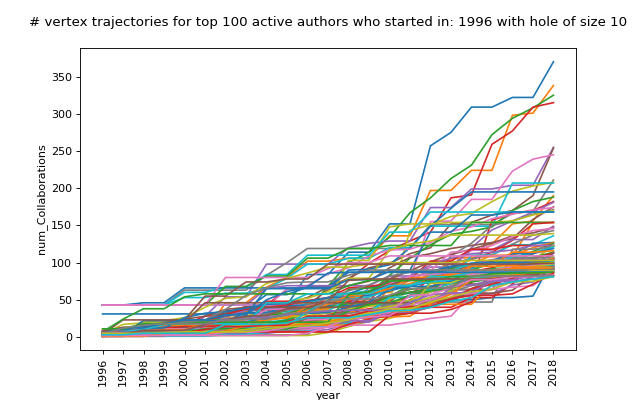 # vertex trajectories for top 100 active authors who started in: 1996 with hole of size 10
350
300
250
200
150
100
50
0
num_Collaborations
1996 1997 1998 1999 2000 2001 2002 2003 2004 2005 2006 2007 2008 2009 2010 2011 2012 2013 2014 2015 2016 2017 2018
year